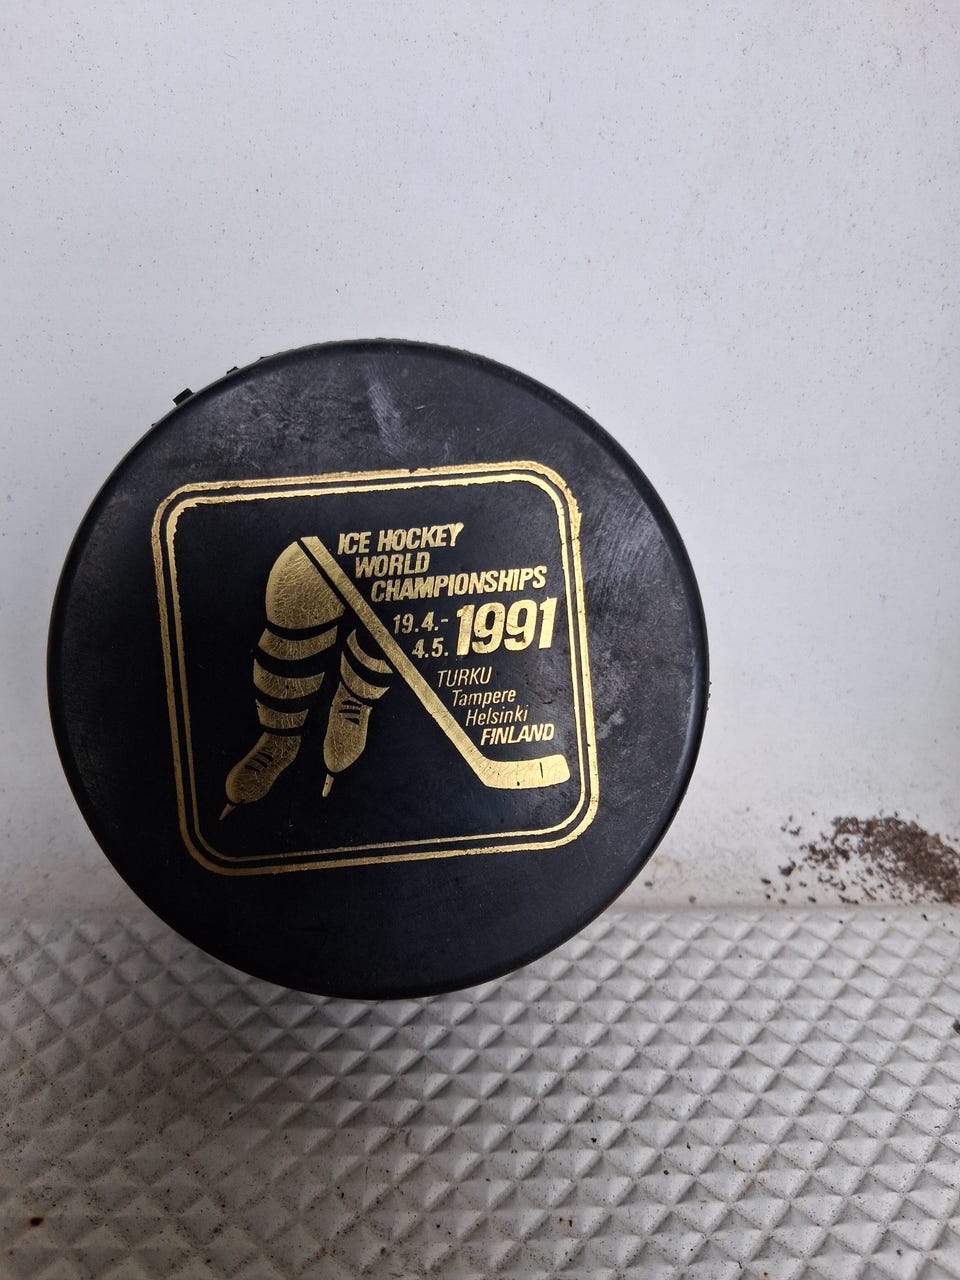 ICE HOCKEY
WORLD
CHAMPIONSHIPS
19.4.-
4.5. 1991
TURKU
Tampere
Helsinki
FINLAND